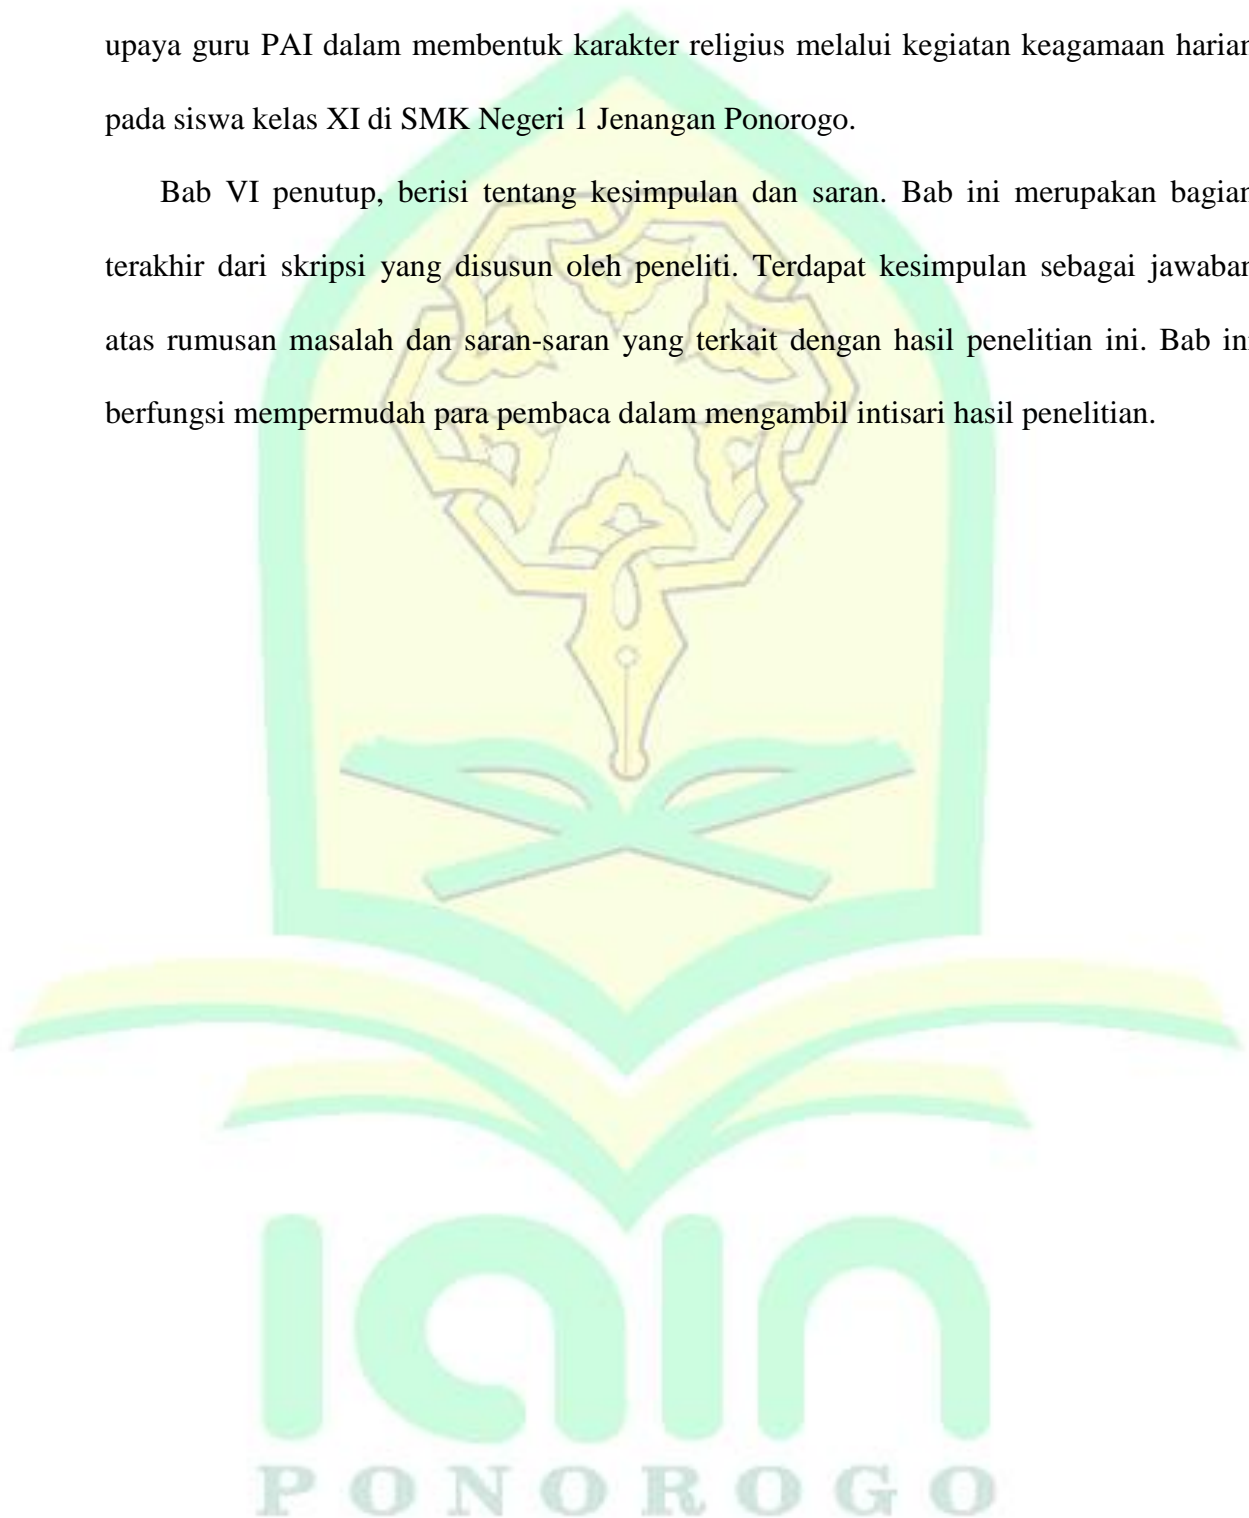 upaya guru PAI dalam membentuk karakter religius melalui kegiatan keagamaan harian
pada siswa kelas XI di SMK Negeri 1 Jenangan Ponorogo.
Bab VI penutup, berisi tentang kesimpulan dan saran. Bab ini merupakan bagian
terakhir dari skripsi yang disusun oleh peneliti. Terdapat kesimpulan sebagai jawaban
atas rumusan masalah dan saran-saran yang terkait dengan hasil penelitian ini. Bab ini
berfungsi mempermudah para pembaca dalam mengambil intisari hasil penelitian.
iain
PONOROGO